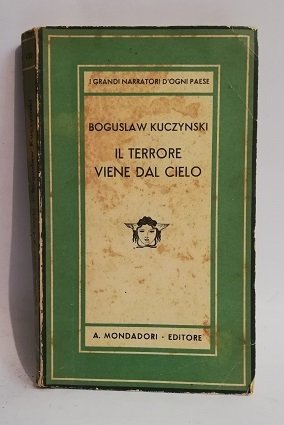 I GRANDI NARRATORI D'OGNI PAESE
BOGUSLAW KUCZYNSKI
IL TERRORE
VIENE DAL CIELO
A. MONDADORI - EDITORE